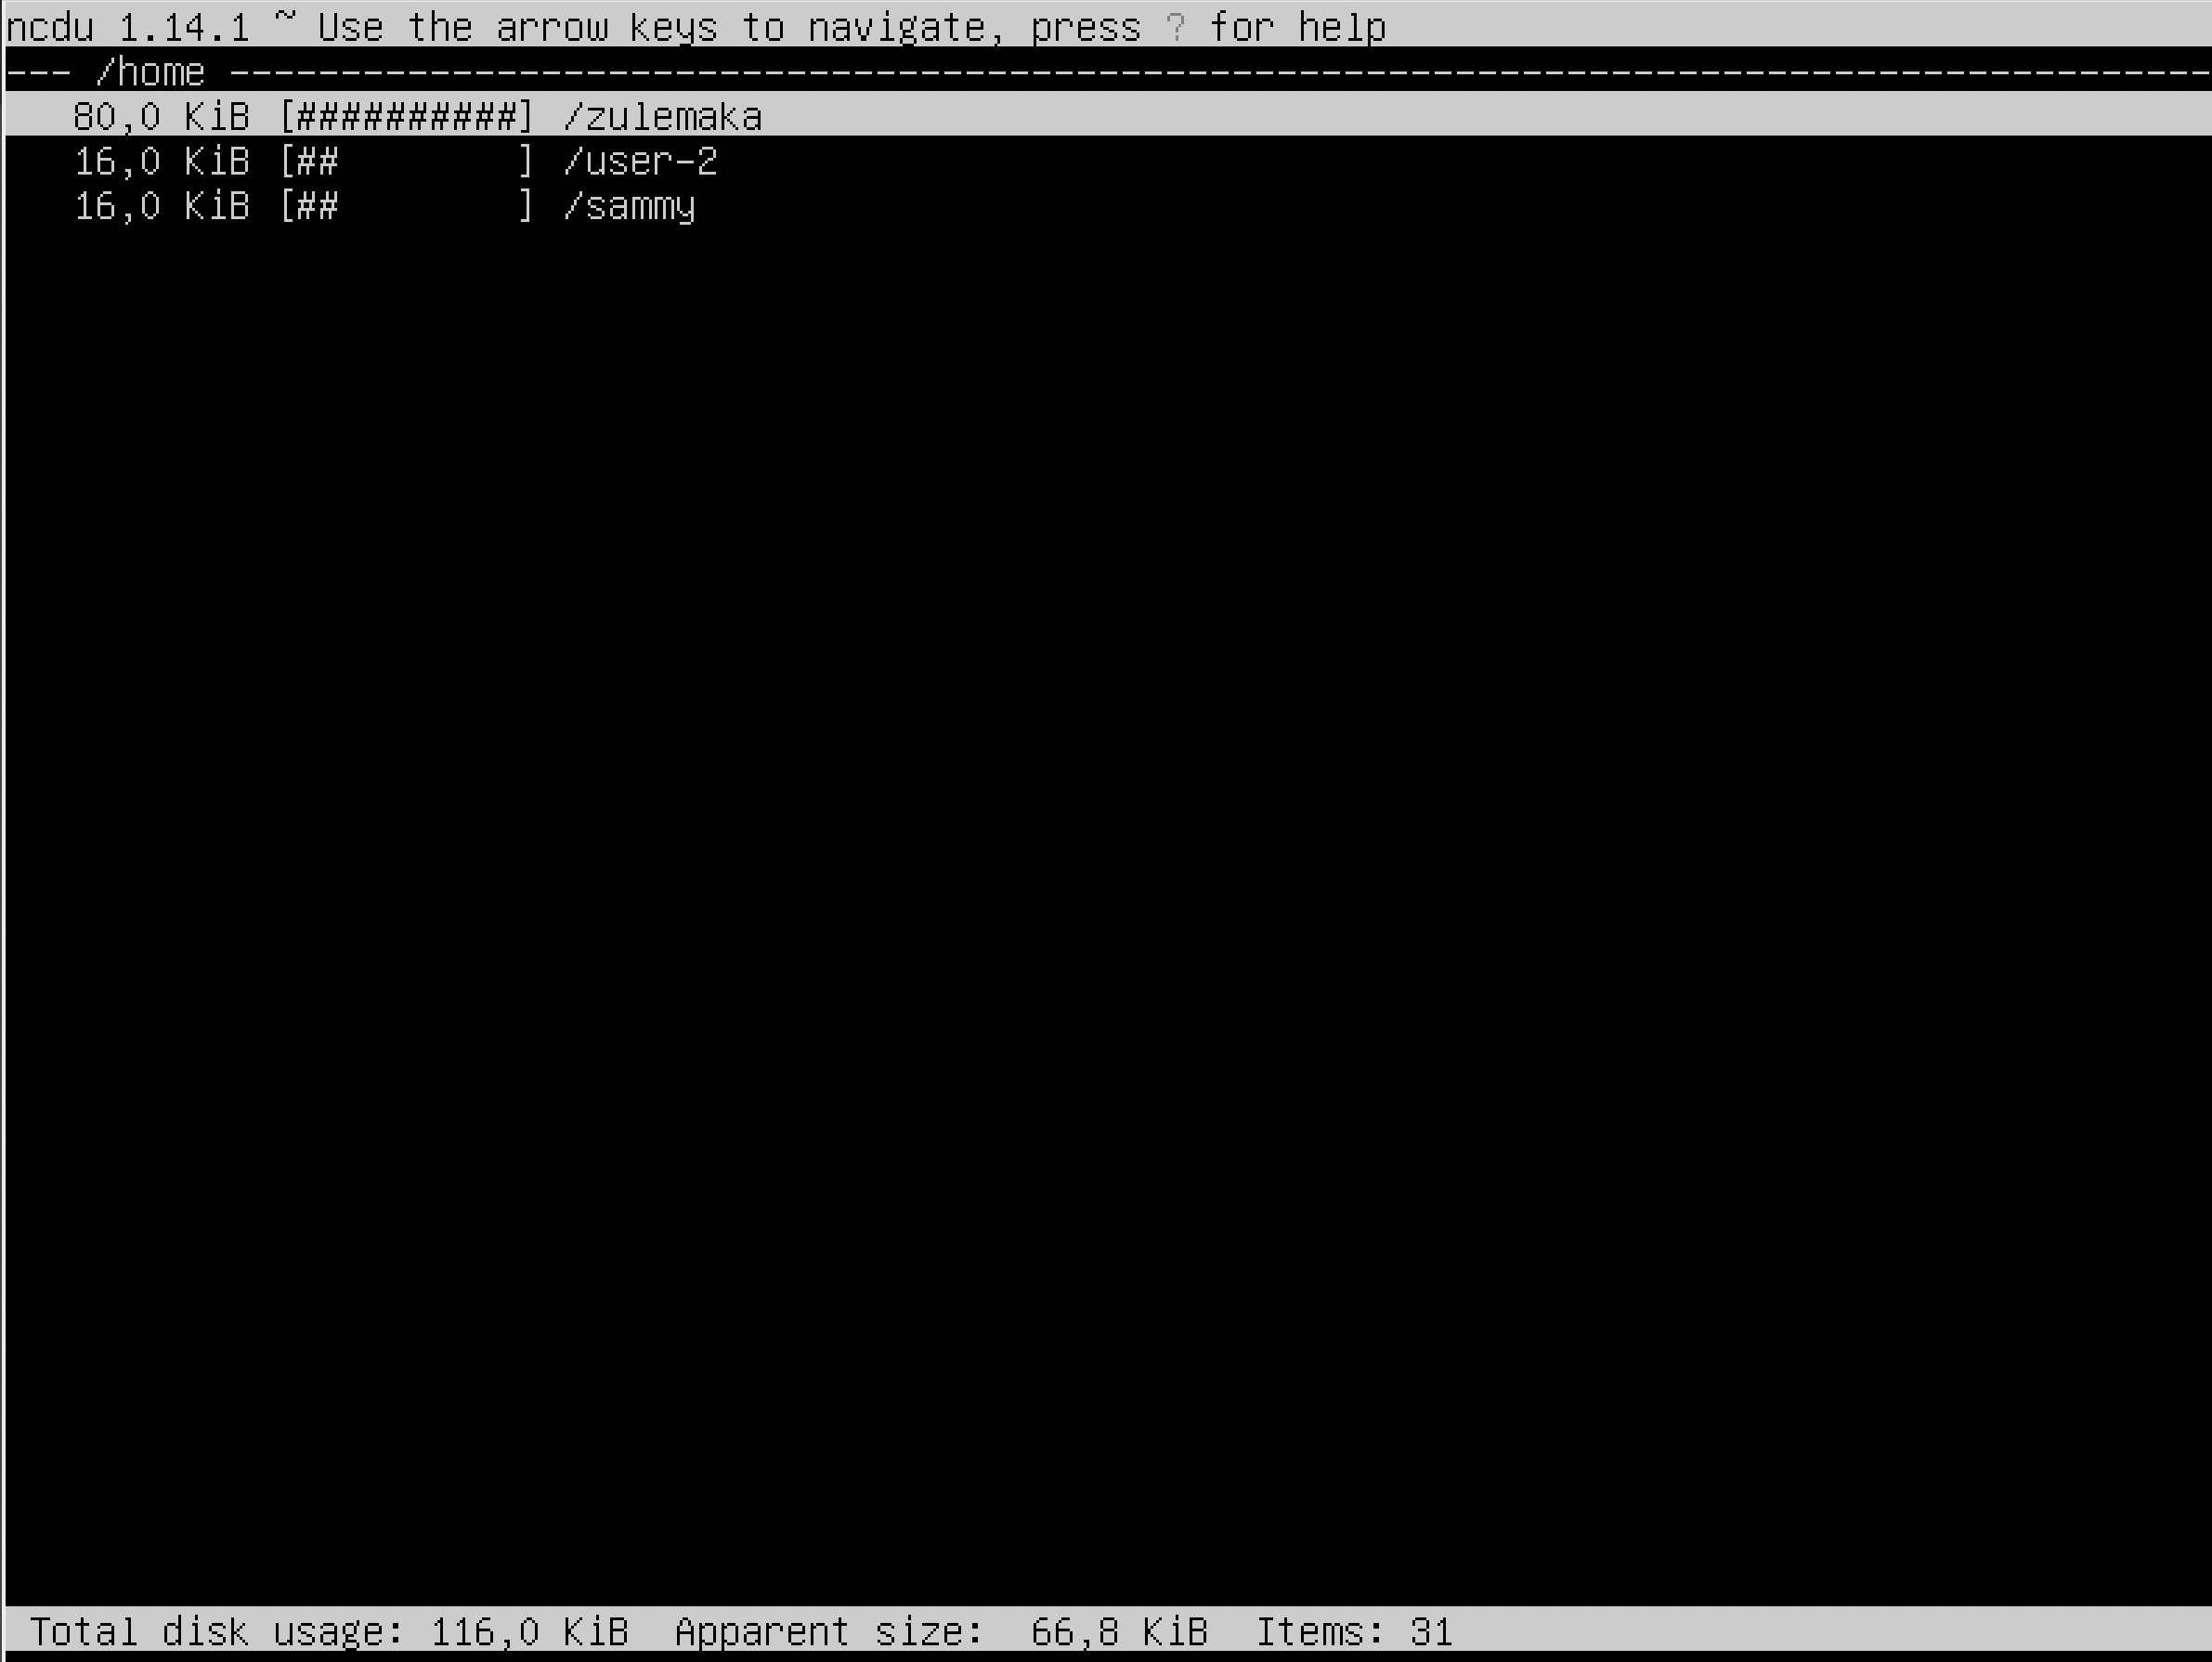 ncdu 1.14.1 ~ Use the arrow keys to navigate, press ? for help
--- /home ----------------------------------------------------------------------------------------
80,0 KiB [##########] /zulemaka
16,0 KiB [##        ] /user-2
16,0 KiB [##        ] /sammy
Total disk usage: 116,0 KiB  Apparent size:  66,8 KiB  Items: 31